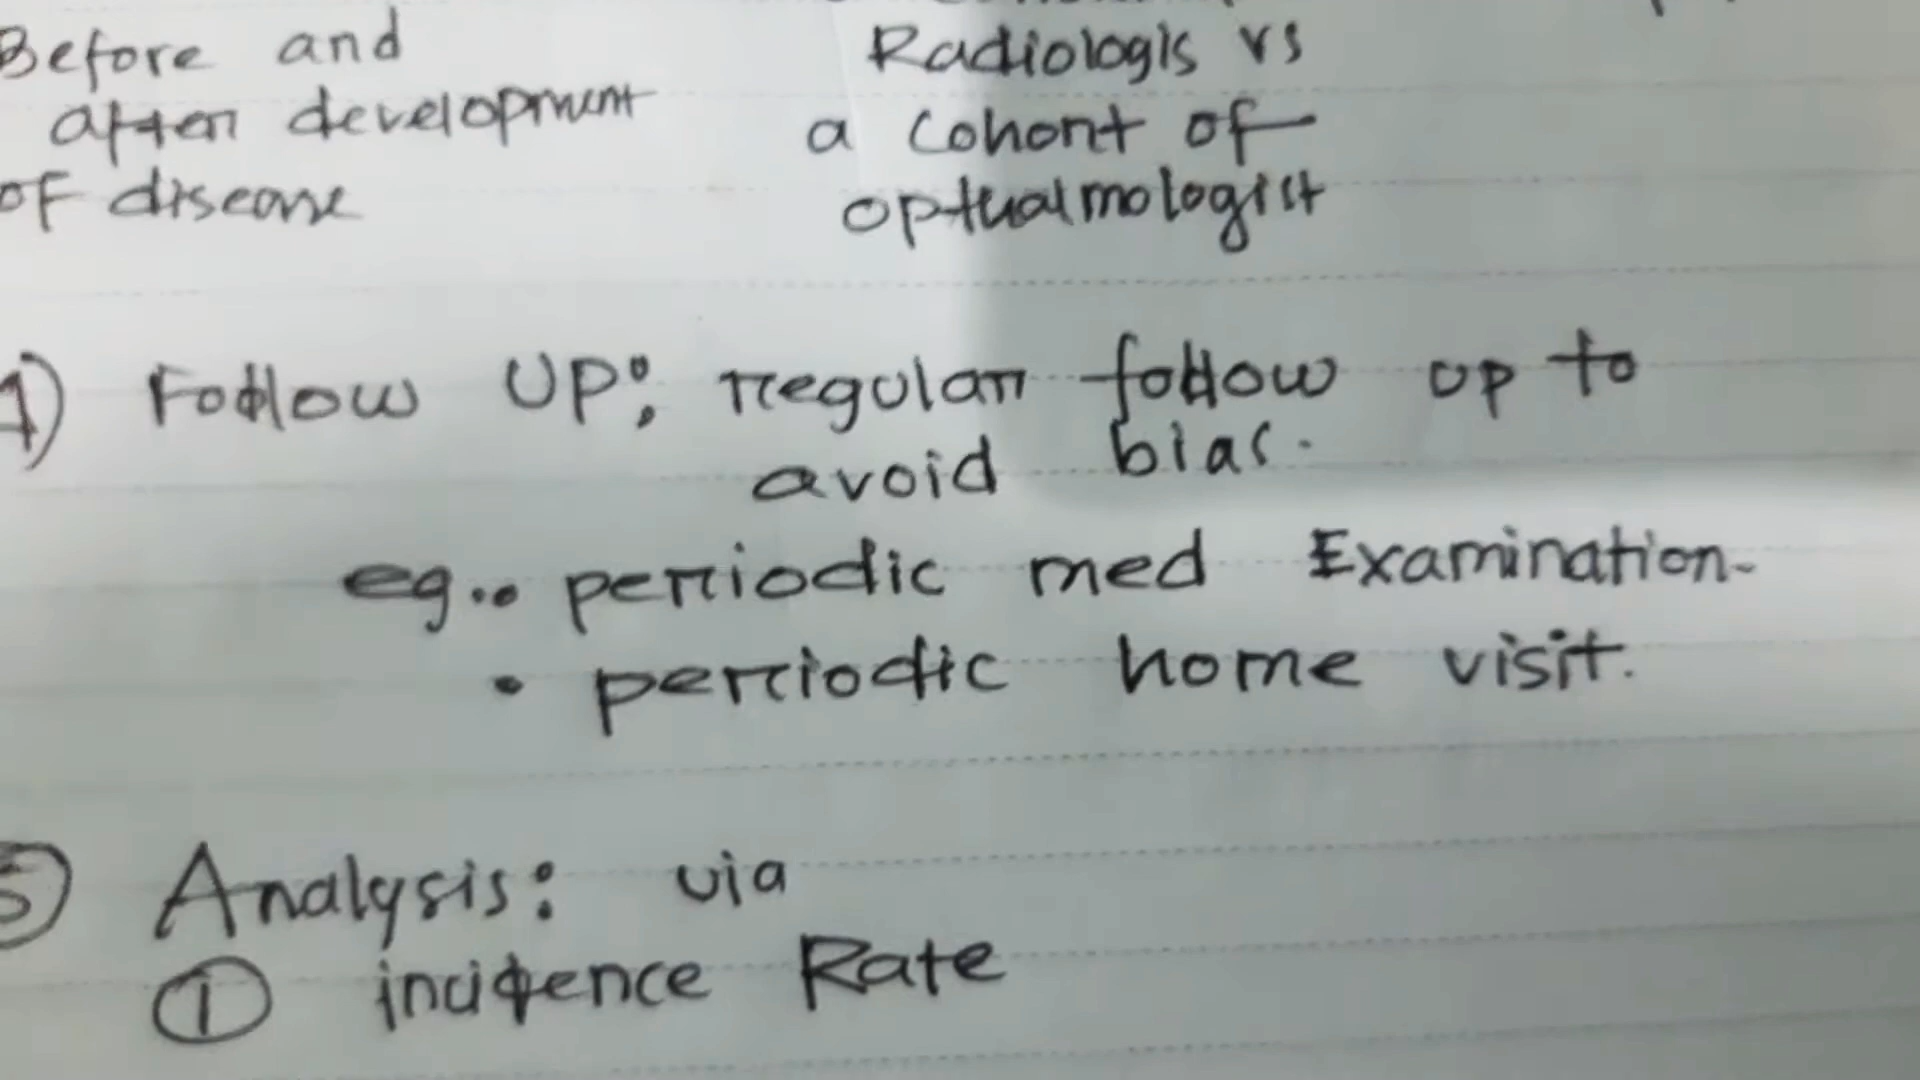 Before and
after development
of disease
Radiologis vs
a cohort of
opthalmologist
4) Follow UP: regular follow up to
avoid bias.
eg.. periodic med Examination.
• periodic home visit.
5) Analysis: via
① incidence Rate